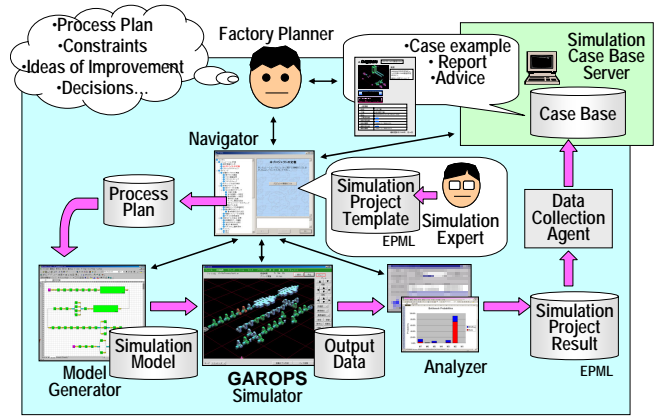 •Process Plan
•Constraints
•Ideas of Improvement
•Decisions…
Factory Planner
•Case example
• Report
• Advice
Simulation
Case Base
Server
Case Base
Navigator
Process
Plan
Simulation
Project
Template
EPML
Simulation
Expert
Data
Collection
Agent
Simulation
Model
Model
Generator
GAROPS
Simulator
Output
Data
Analyzer
Simulation
Project
Result
EPML